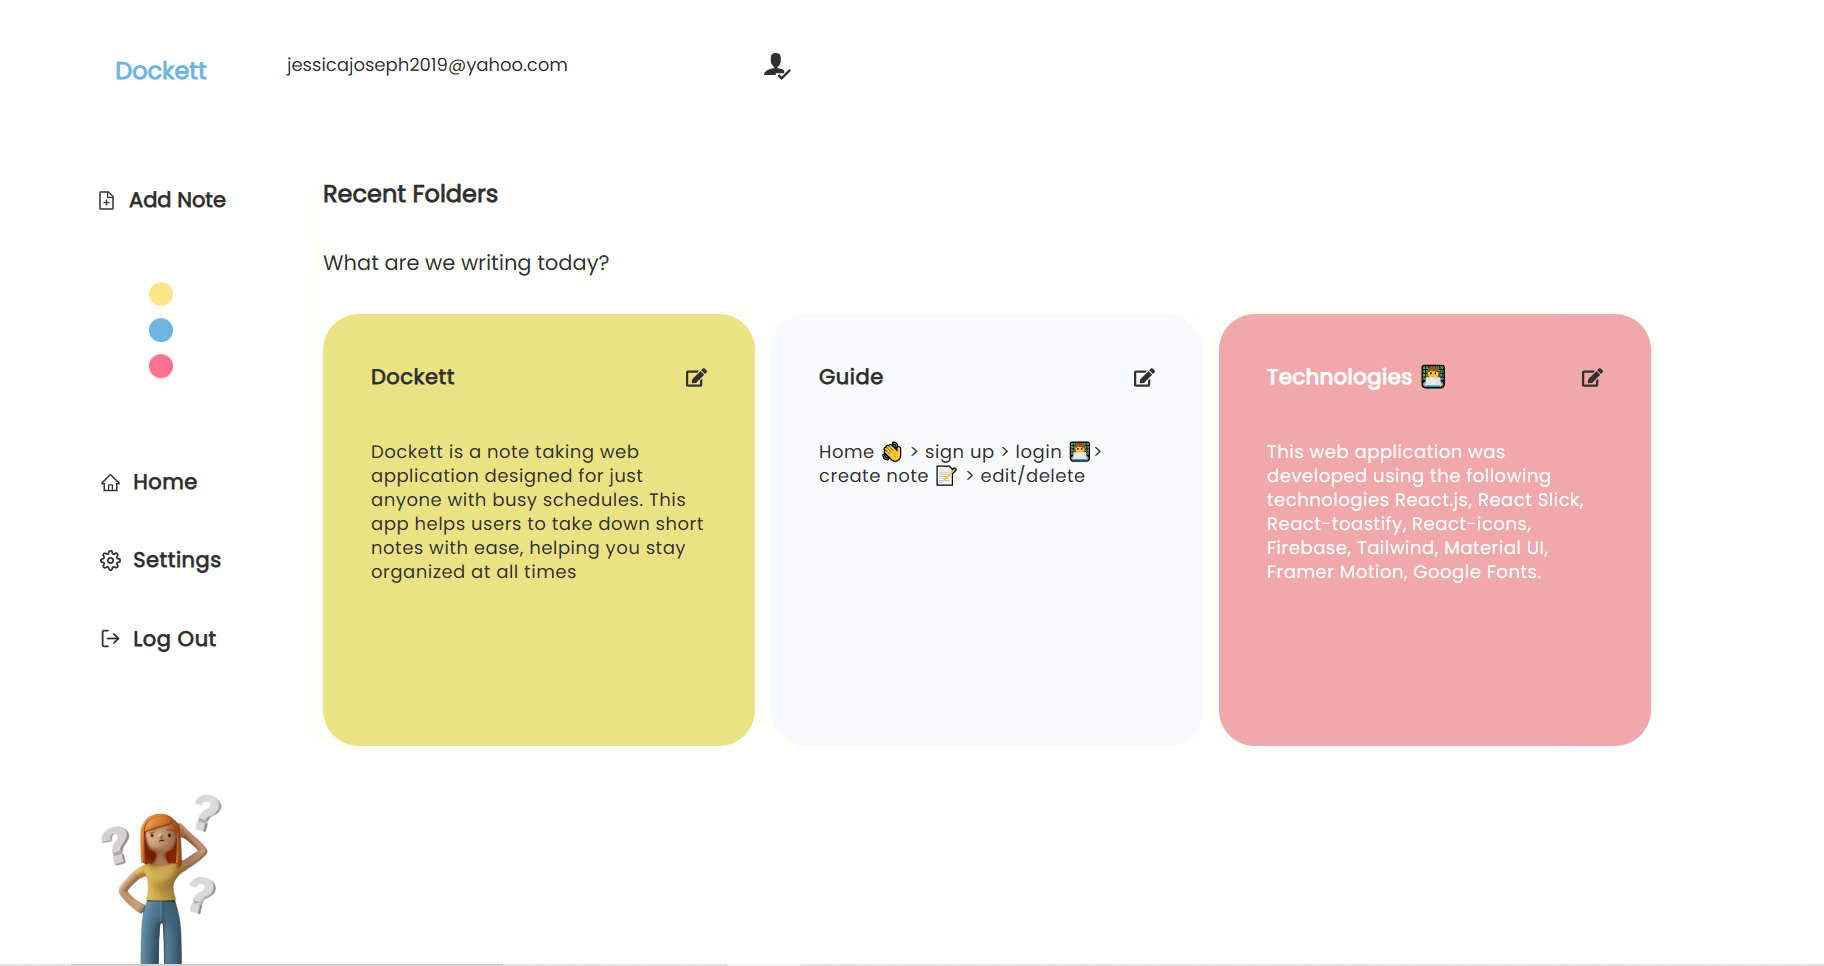 Dockett
jessicajoseph2019@yahoo.com
Add Note
Home
Settings
Log Out
Recent Folders
What are we writing today?
Dockett
Dockett is a note taking web
application designed for just
anyone with busy schedules. This
app helps users to take down short
notes with ease, helping you stay
organized at all times
Guide
Home 👏 > sign up > login 👨‍💻>
create note 📝 > edit/delete
Technologies 👨‍💻
This web application was
developed using the following
technologies React.js, React Slick,
React-toastify, React-icons,
Firebase, Tailwind, Material UI,
Framer Motion, Google Fonts.